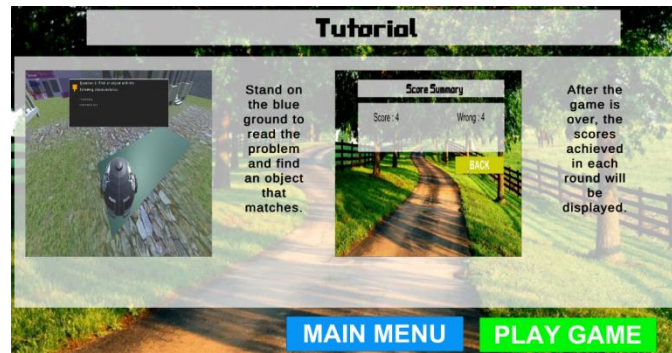 Tutorial
Stand on
the blue
ground to
read the
problem
and find
an object
that
matches.
Score Summary
Score : 4
Wrong : 4
BACK
After the
game is
over, the
scores
achieved
in each
round will
be
displayed.
MAIN MENU
PLAY GAME